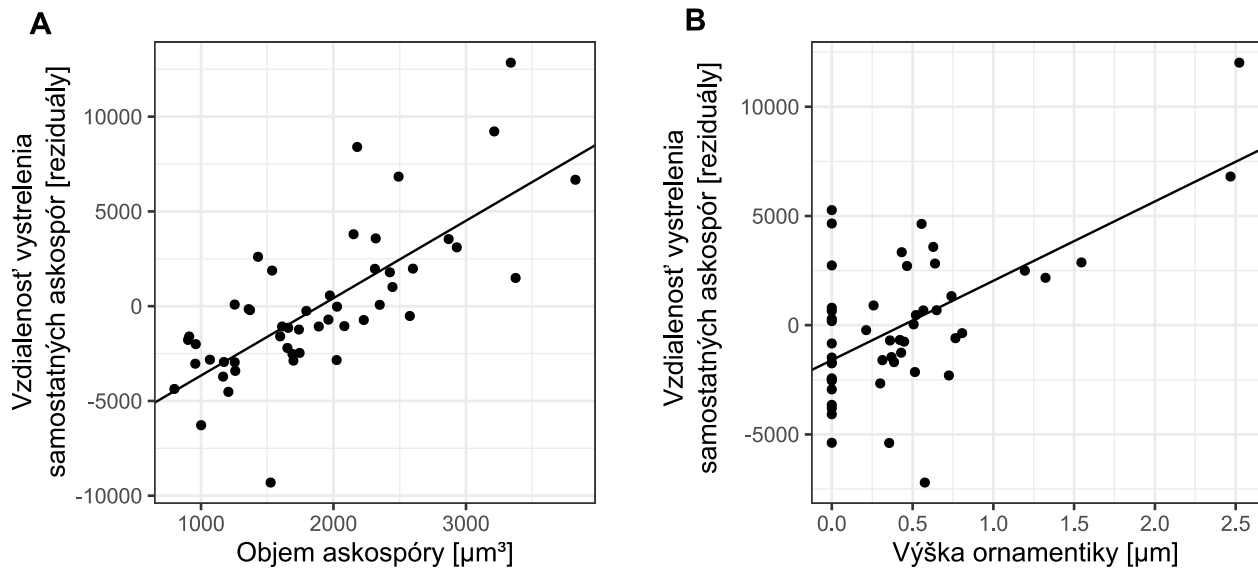 A
Vzdialenosť vystrelenia
samostatných askospór [reziduály]
10000
5000
0
-5000
-10000
1000 2000 3000
Objem askospóry [µm³]
B
Vzdialenosť vystrelenia
samostatných askospór [reziduály]
10000
5000
0
-5000
0.0 0.5 1.0 1.5 2.0 2.5
Výška ornamentiky [µm]